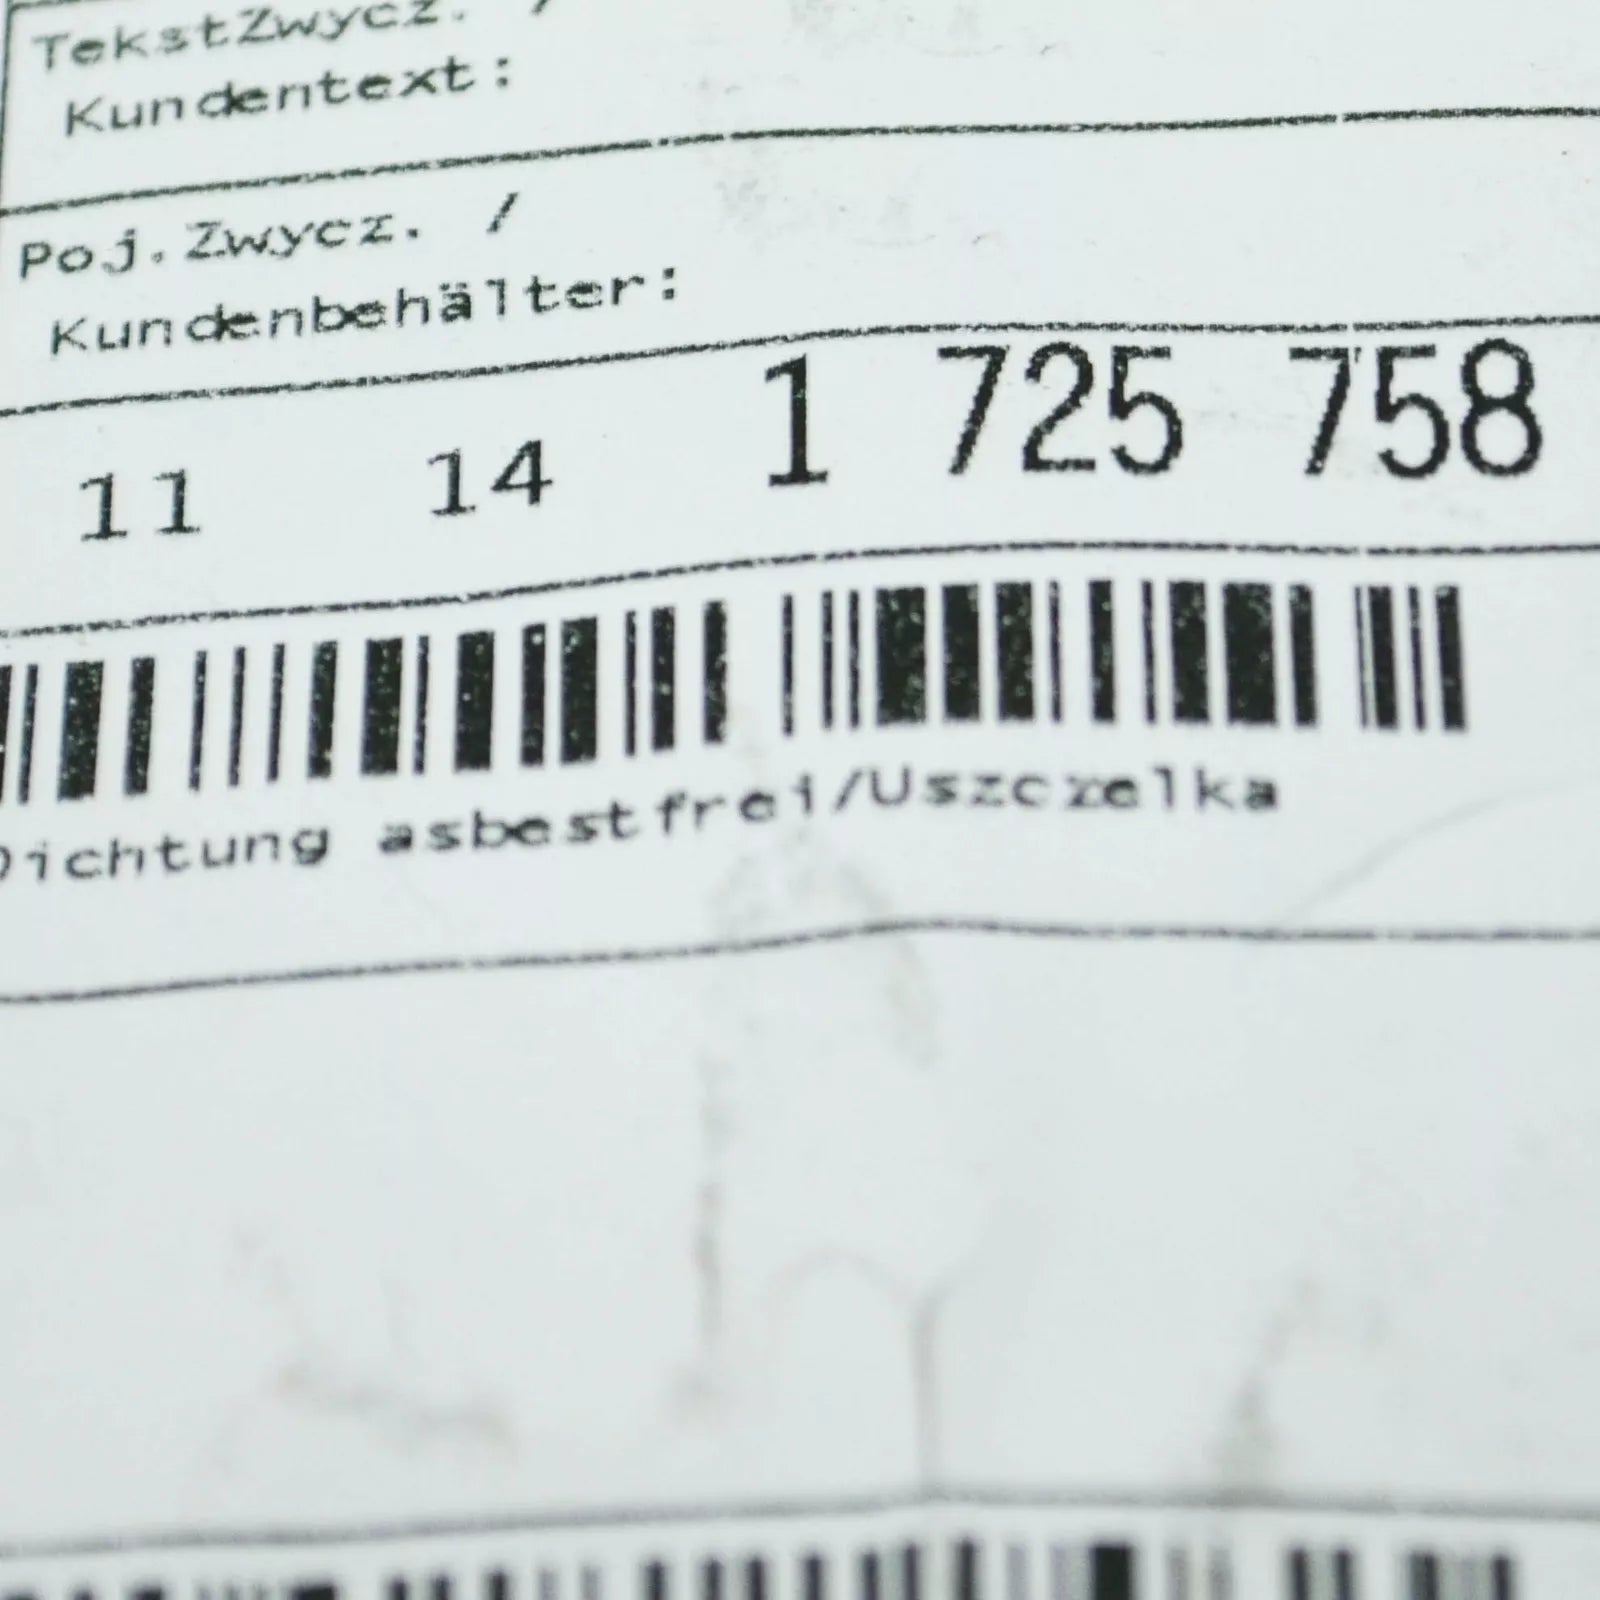 TekstZwycz. /
Kundentext:
Poj.Zwycz. /
Kundenbehälter:
11 14 1 725 758
Dichtung asbestfrei/Uszczelka